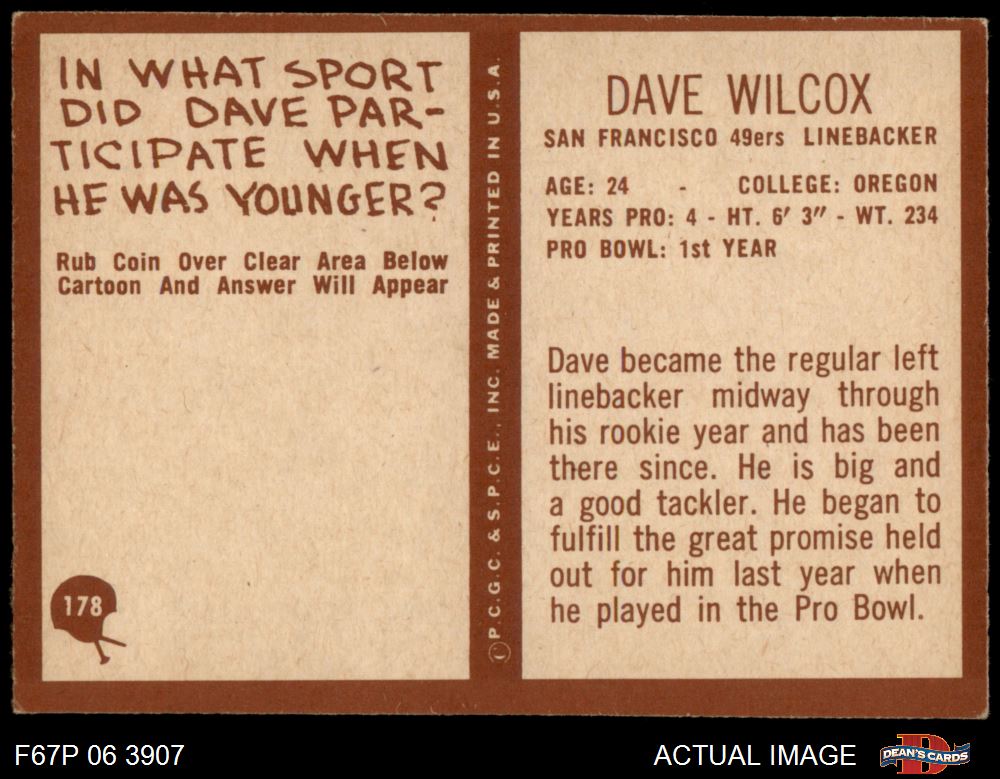 IN WHAT SPORT
DID DAVE PAR-
TICIPATE WHEN
HE WAS YOUNGER?
Rub Coin Over Clear Area Below
Cartoon And Answer Will Appear
178
© P.C.G.C. & S.P.C.E., INC. MADE & PRINTED IN U.S.A.
DAVE WILCOX
SAN FRANCISCO 49ers LINEBACKER
AGE: 24 - COLLEGE: OREGON
YEARS PRO: 4 - HT. 6' 3" - WT. 234
PRO BOWL: 1st YEAR
Dave became the regular left
linebacker midway through
his rookie year and has been
there since. He is big and
a good tackler. He began to
fulfill the great promise held
out for him last year when
he played in the Pro Bowl.
F67P 06 3907
ACTUAL IMAGE
DEAN'S CARDS